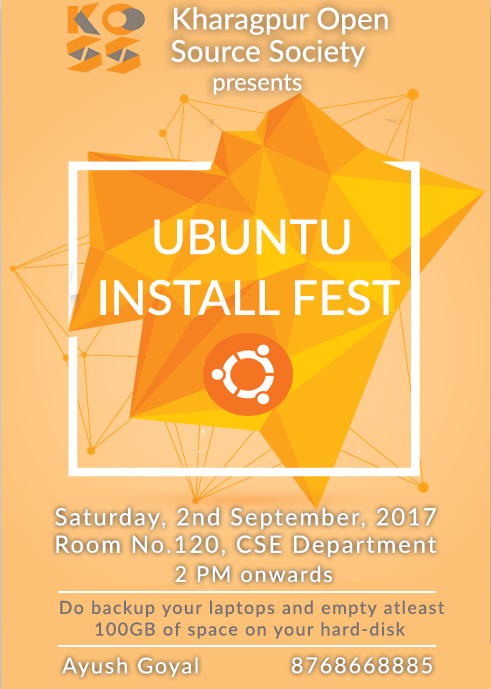 KO
SS
Kharagpur Open
Source Society
presents
UBUNTU
INSTALL FEST
Saturday, 2nd September, 2017
Room No.120, CSE Department
2 PM onwards
Do backup your laptops and empty atleast
100GB of space on your hard-disk
Ayush Goyal 8768668885